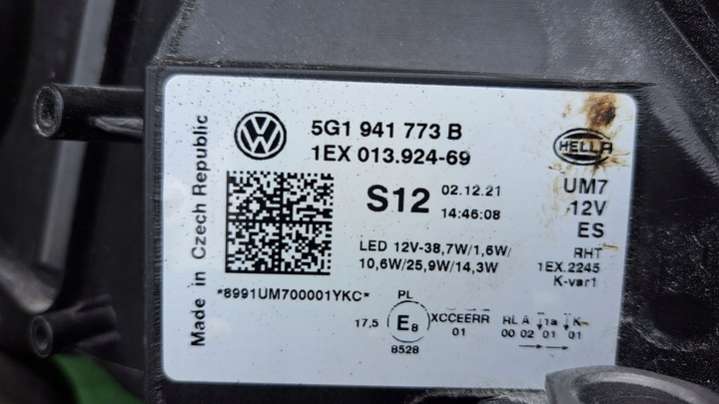 Made in Czech Republic
VW
5G1 941 773 B
1EX 013.924-69
HELLA
S12
02.12.21
14:46:08
UM7
12V
ES
RHT
1EX.2245
K-var1
LED 12V-38,7W/1,6W/
10,6W/25,9W/14,3W
*8991UM700001YKC*
PL
17,5
E8
XCCEERR
01
8528
RL A 1a K
00 02 01 01